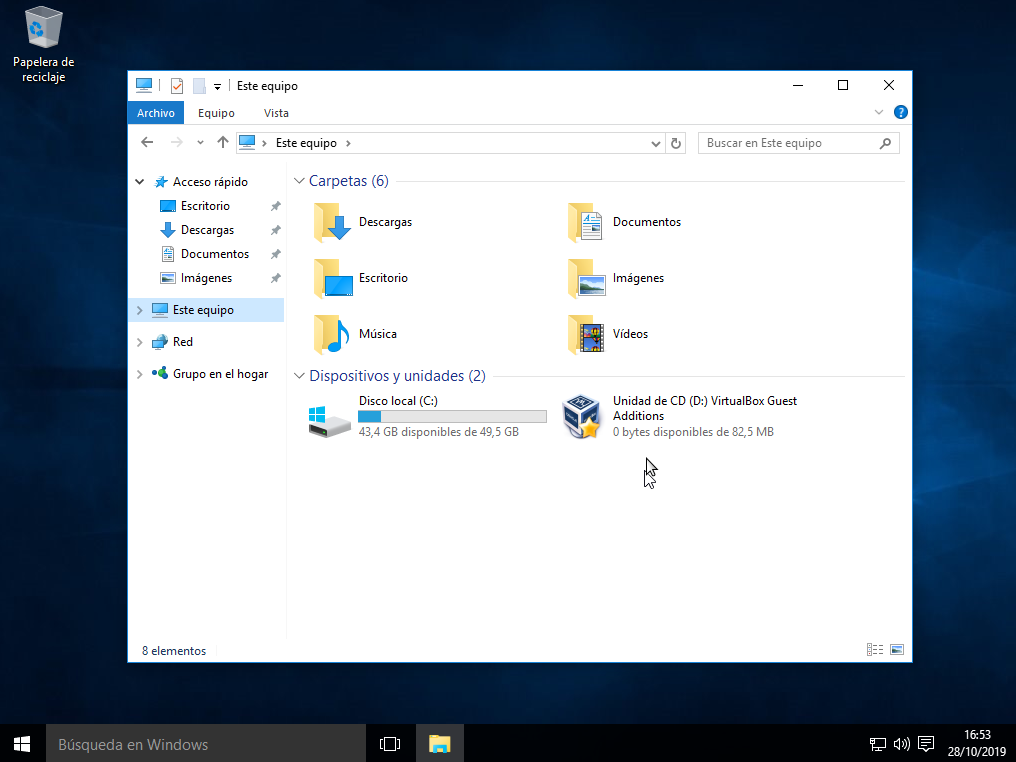 Papelera de
reciclaje
Este equipo
Archivo Equipo Vista
Este equipo
Buscar en Este equipo
Acceso rápido
Escritorio
Descargas
Documentos
Imágenes
Este equipo
Red
Grupo en el hogar
Carpetas (6)
Descargas
Documentos
Escritorio
Imágenes
Música
Vídeos
Dispositivos y unidades (2)
Disco local (C:)
43,4 GB disponibles de 49,5 GB
Unidad de CD (D:) VirtualBox Guest
Additions
0 bytes disponibles de 82,5 MB
8 elementos
Búsqueda en Windows
16:53
28/10/2019